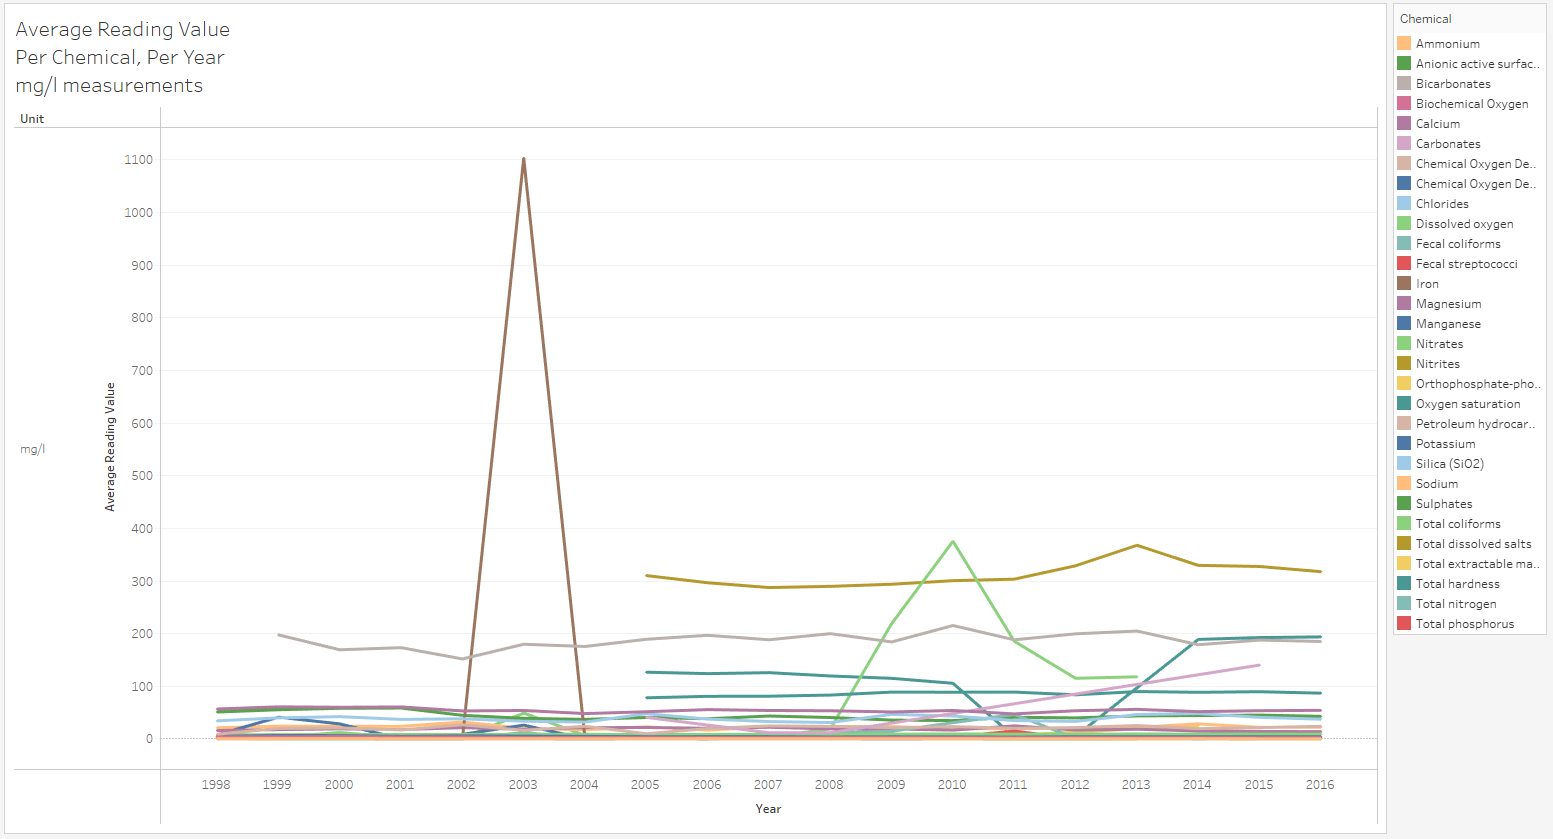 Average Reading Value
Per Chemical, Per Year
mg/l measurements
Unit
1100
1000
900
800
700
600
500
400
300
200
100
0
Average Reading Value
mg/l
1998 1999 2000 2001 2002 2003 2004 2005 2006 2007 2008 2009 2010 2011 2012 2013 2014 2015 2016
Year
Chemical
Ammonium
Anionic active surfac..
Bicarbonates
Biochemical Oxygen
Calcium
Carbonates
Chemical Oxygen De..
Chemical Oxygen De..
Chlorides
Dissolved oxygen
Fecal coliforms
Fecal streptococci
Iron
Magnesium
Manganese
Nitrates
Nitrites
Orthophosphate-pho..
Oxygen saturation
Petroleum hydrocar..
Potassium
Silica (SiO2)
Sodium
Sulphates
Total coliforms
Total dissolved salts
Total extractable ma..
Total hardness
Total nitrogen
Total phosphorus